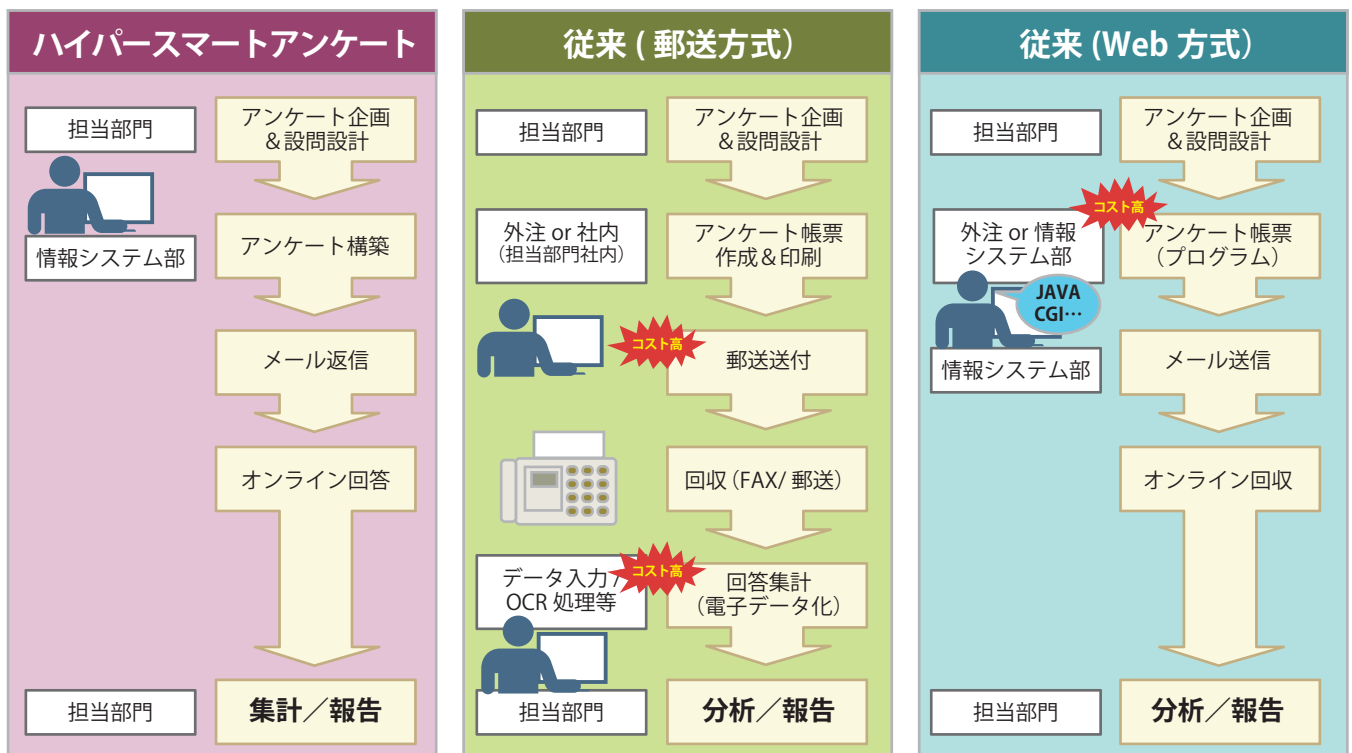 ハイパースマートアンケート
担当部門
アンケート企画
＆設問設計
情報システム部
アンケート構築
メール返信
オンライン回答
担当部門
集計／報告
従来 ( 郵送方式）
担当部門
アンケート企画
＆設問設計
外注 or 社内
（担当部門社内）
アンケート帳票
作成＆印刷
コスト高
郵送送付
回収（FAX/ 郵送）
データ入力 /
OCR 処理等
コスト高
回答集計
（電子データ化）
担当部門
分析／報告
従来 (Web 方式）
担当部門
アンケート企画
＆設問設計
コスト高
外注 or 情報
システム部
アンケート帳票
（プログラム）
JAVA
CGI…
情報システム部
メール送信
オンライン回収
担当部門
分析／報告